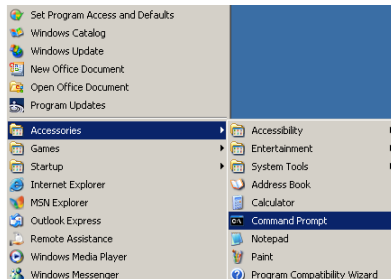 Set Program Access and Defaults
Windows Catalog
Windows Update
New Office Document
Open Office Document
Program Updates
Accessories
Games
Startup
Internet Explorer
MSN Explorer
Outlook Express
Remote Assistance
Windows Media Player
Windows Messenger
Accessibility
Entertainment
System Tools
Address Book
Calculator
Command Prompt
Notepad
Paint
Program Compatibility Wizard